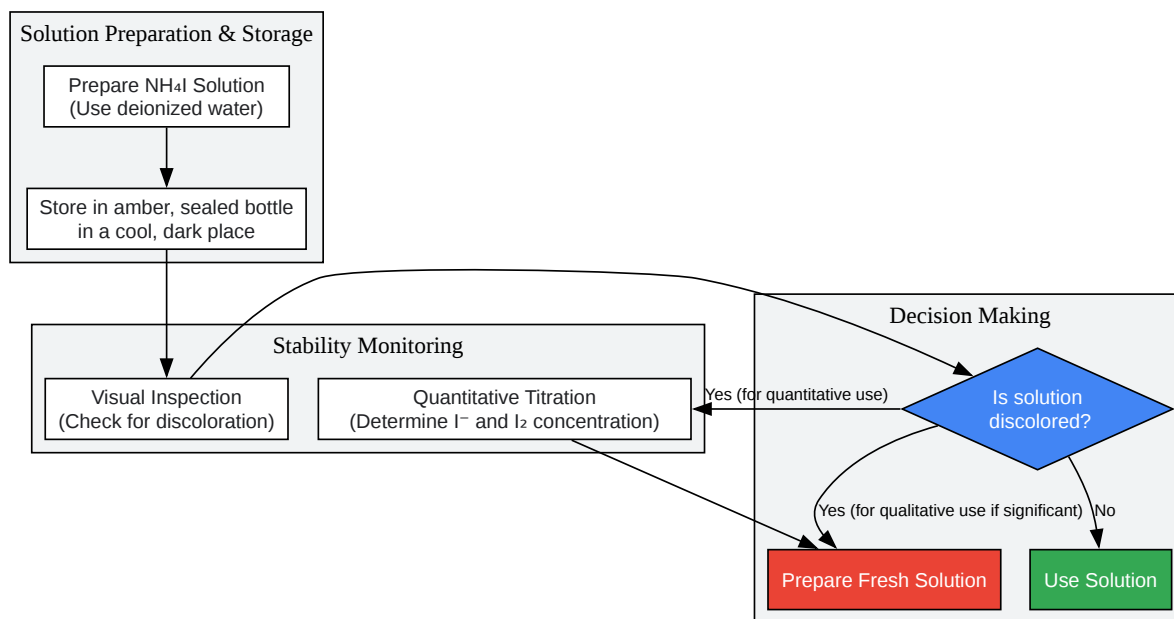 Solution Preparation & Storage
Prepare NH₄I Solution
(Use deionized water)
Store in amber, sealed bottle
in a cool, dark place
Stability Monitoring
Visual Inspection
(Check for discoloration)
Quantitative Titration
(Determine I⁻ and I₂ concentration)
Decision Making
Is solution
discolored?
Yes (for quantitative use)
Yes (for qualitative use if significant)
No
Prepare Fresh Solution
Use Solution